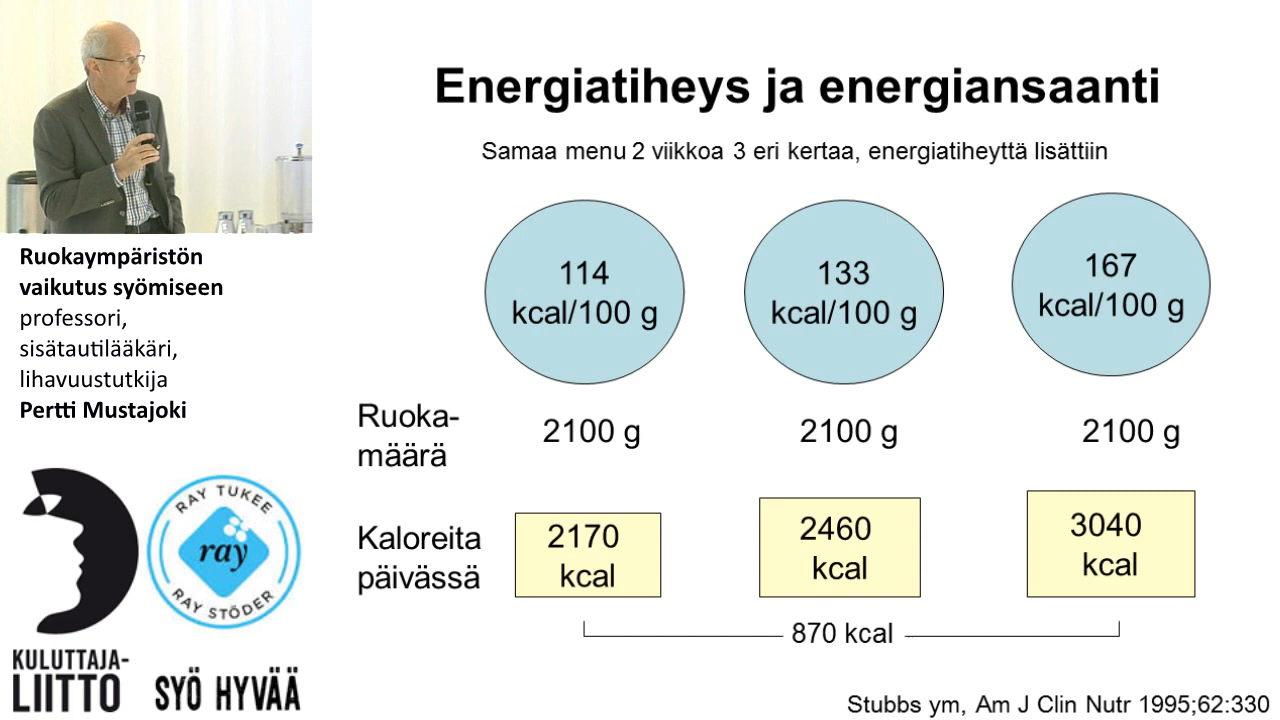 Energiatiheys ja energiansaanti
Samaa menu 2 viikkoa 3 eri kertaa, energiatiheyttä lisättiin
114
kcal/100 g
133
kcal/100 g
167
kcal/100 g
Ruoka-
määrä
2100 g
2100 g
2100 g
Kaloreita
päivässä
2170
kcal
2460
kcal
3040
kcal
870 kcal
Stubbs ym, Am J Clin Nutr 1995;62:330
Ruokaympäristön
vaikutus syömiseen
professori,
sisätautilääkäri,
lihavuustutkija
Pertti Mustajoki
RAY TUKEE
ray
RAY STÖDER
KULUTTAJA-
LIITTO
SYÖ HYVÄÄ